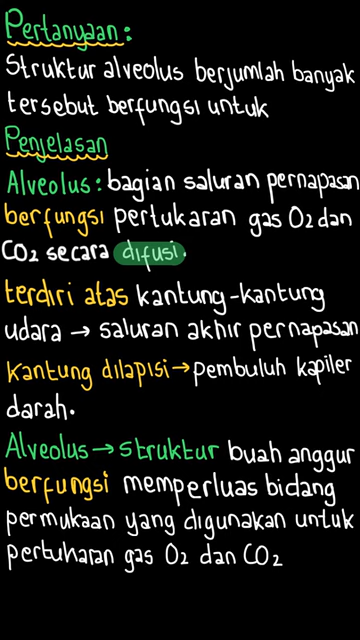 Pertanyaan:
Struktur alveolus berjumlah banyak
tersebut berfungsi untuk
Penjelasan
Alveolus: bagian saluran pernapasan
berfungsi pertukaran gas O2 dan
CO2 secara difusi.
terdiri atas kantung-kantung
udara → saluran akhir pernapasan
kantung dilapisi → pembuluh kapiler
darah.
Alveolus → struktur buah anggur
berfungsi memperluas bidang
permukaan yang digunakan untuk
pertukaran gas O2 dan CO2